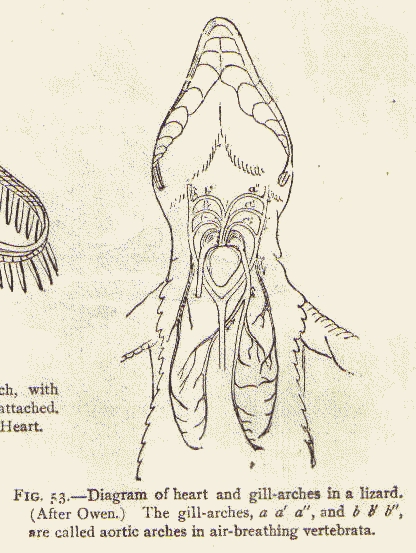 ch, with
attached.
Heart.
FIG. 53.—Diagram of heart and gill-arches in a lizard.
(After Owen.) The gill-arches, a a′ a″, and b b′ b″,
are called aortic arches in air-breathing vertebrata.